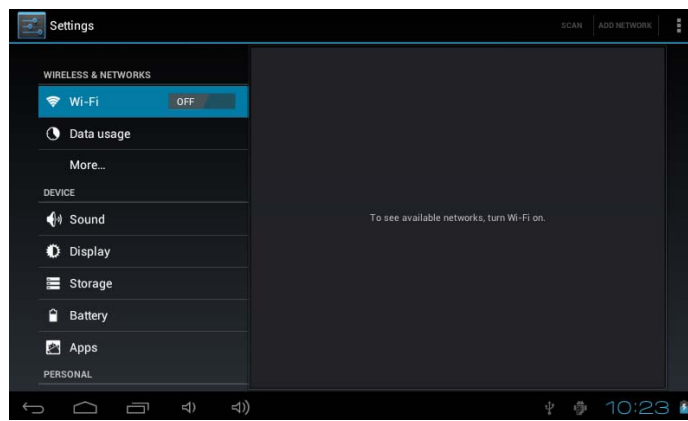 Settings
SCAN
ADD NETWORK
WIRELESS & NETWORKS
Wi-Fi
OFF
Data usage
More...
DEVICE
Sound
Display
Storage
Battery
Apps
PERSONAL
To see available networks, turn Wi-Fi on.
10:23